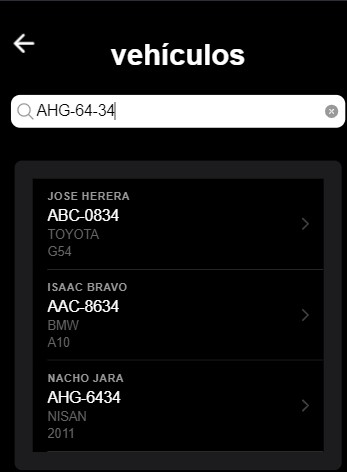 vehículos
AHG-64-34
JOSE HERERA
ABC-0834
TOYOTA
G54
ISAAC BRAVO
AAC-8634
BMW
A10
NACHO JARA
AHG-6434
NISAN
2011